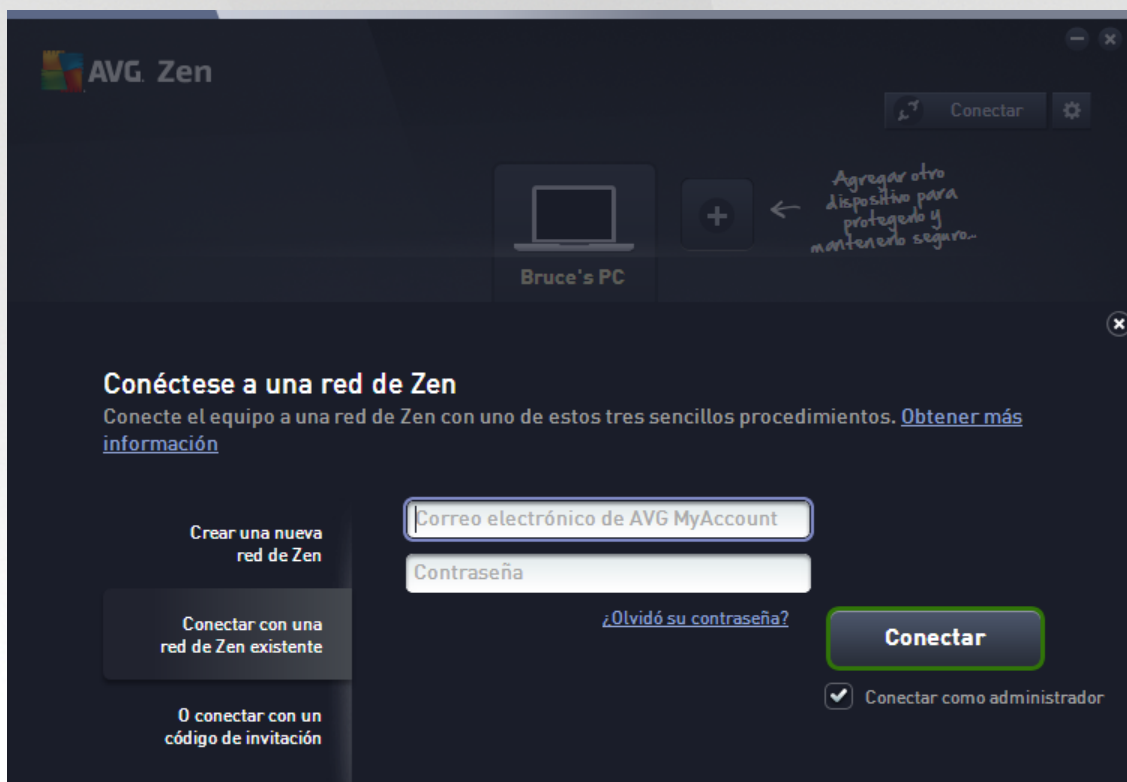 AVG. Zen
Conectar
Agregar otro
dispositivo para
protegerlo y
mantenerlo seguro...
Bruce's PC
Conéctese a una red de Zen
Conecte el equipo a una red de Zen con uno de estos tres sencillos procedimientos. Obtener más
información
Crear una nueva
red de Zen
Conectar con una
red de Zen existente
O conectar con un
código de invitación
Correo electrónico de AVG MyAccount
Contraseña
¿Olvidó su contraseña?
Conectar
Conectar como administrador